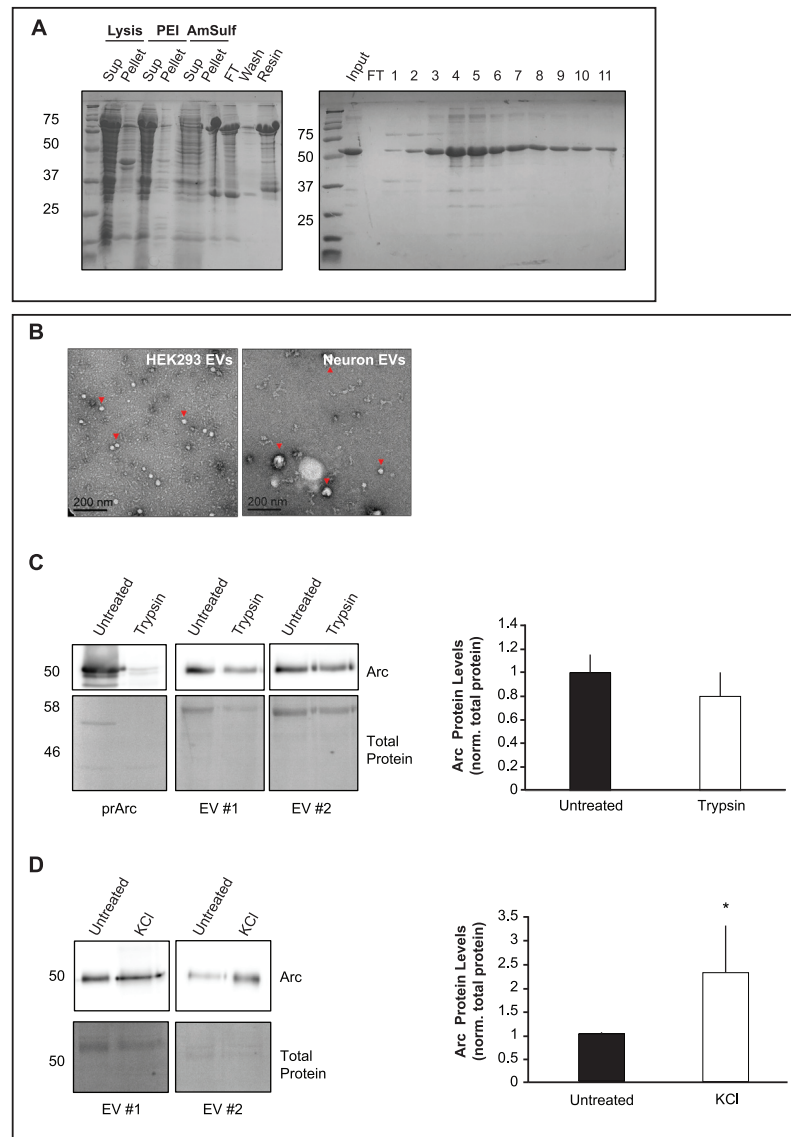 A
Lysis PEI AmSulf
Sup Pellet Sup Pellet Sup Pellet FT Wash Resin
75
50
37
25
Input FT 1 2 3 4 5 6 7 8 9 10 11
75
50
37
25
B
HEK293 EVs
200 nm
Neuron EVs
200 nm
C
Untreated Trypsin Untreated Trypsin Untreated Trypsin
50
Arc
58
46
Total
Protein
prArc EV #1 EV #2
Arc Protein Levels
(norm. total protein)
1.4
1.2
1
0.8
0.6
0.4
0.2
0
Untreated Trypsin
D
Untreated KCl Untreated KCl
50
Arc
50
Total
Protein
EV #1 EV #2
Arc Protein Levels
(norm. total protein)
3.5
3
2.5
2
1.5
1
0.5
0
*
Untreated KCl